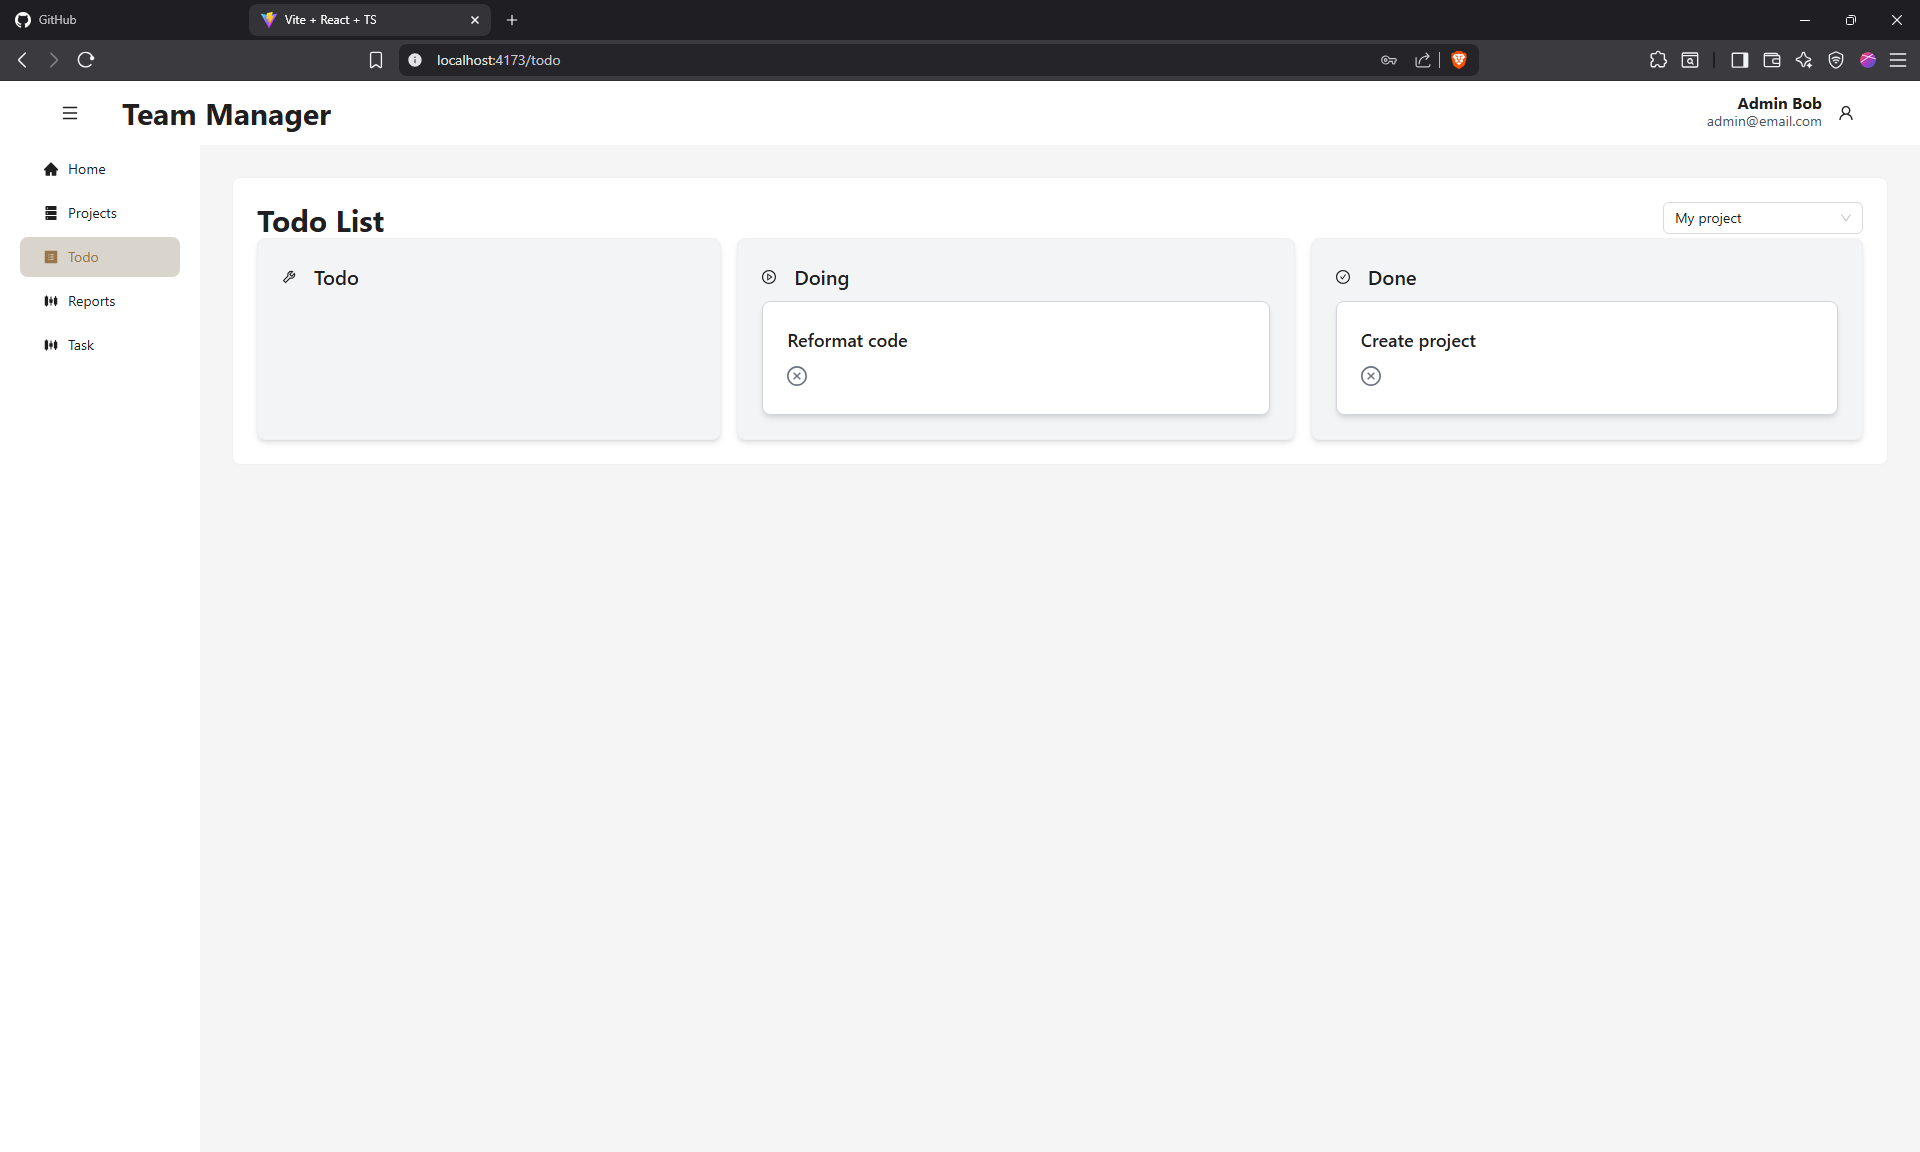 GitHub
Vite + React + TS
localhost:4173/todo
Team Manager
Admin Bob
admin@email.com
Home
Projects
Todo
Reports
Task
Todo List
My project
Todo
Doing
Done
Reformat code
Create project